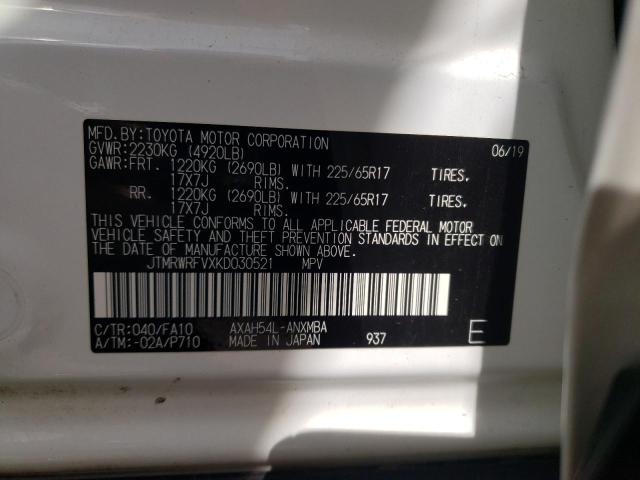 MFD.BY:TOYOTA MOTOR CORPORATION 06/19
GVWR:2230KG (4920LB)
GAWR:FRT. 1220KG (2690LB) WITH 225/65R17 TIRES,
17X7J RIMS.
RR. 1220KG (2690LB) WITH 225/65R17 TIRES,
17X7J RIMS.
THIS VEHICLE CONFORMS TO ALL APPLICABLE FEDERAL MOTOR
VEHICLE SAFETY AND THEFT PREVENTION STANDARDS IN EFFECT
ON THE DATE OF MANUFACTURE SHOWN ABOVE.
JTMRWRFVXKD030521 MPV
C/TR:040/FA10 AXAH54L-ANXMBA
A/TM:-02A/P710 MADE IN JAPAN 937 E